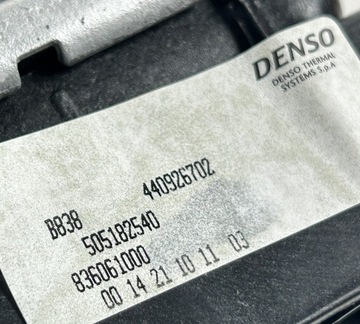 DENSO
DENSO THERMAL
SYSTEMS S.p.A
B838 440926702
505182540
836061000
00 14 21 10 11 03